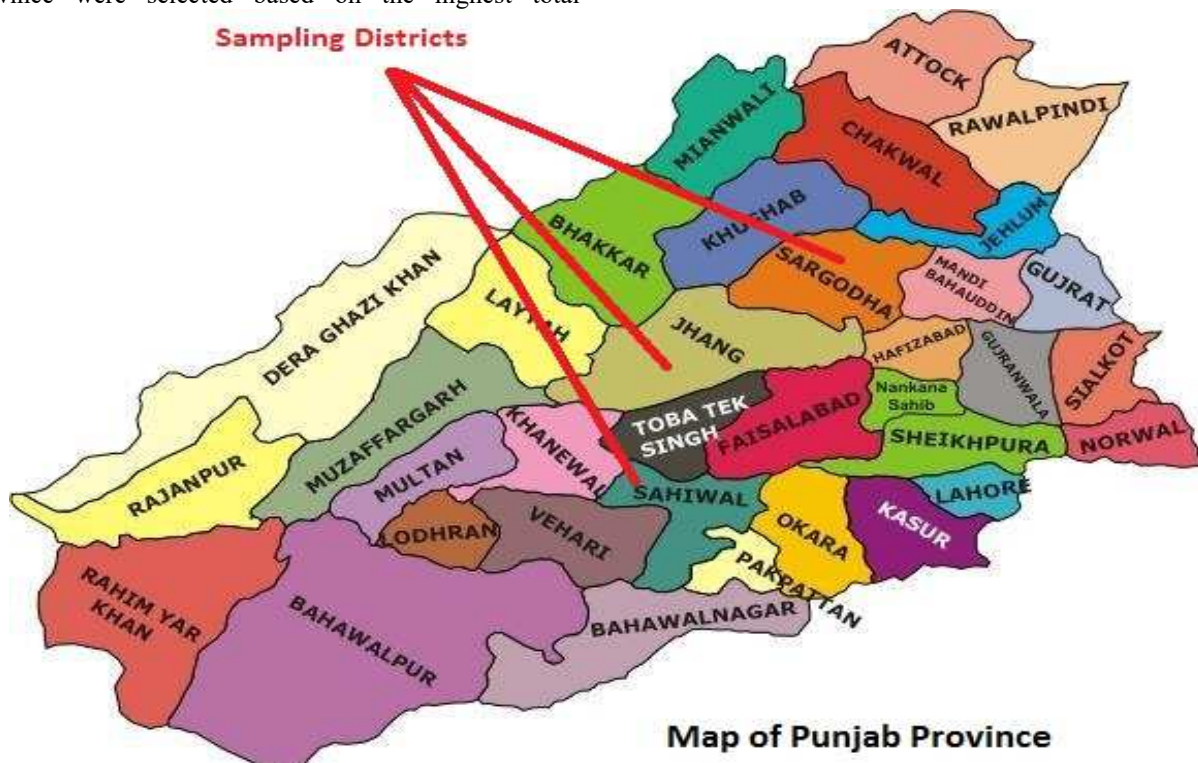 vince were selected based on the highest total
Sampling Districts
ATTOCK
RAWALPINDI
MIANWALI
CHAKWAL
KHUSHAB
JEHLUM
BHAKKAR
SARGODHA
MANDI
BAHAUDDIN
GUJRAT
DERA GHAZI KHAN
LAYYAH
JHANG
HAFIZABAD
GUJRANWALA
SIALKOT
MUZAFFARGARH
KHANEWAL
TOBA TEK
SINGH
FAISALABAD
Nankana
Sahib
SHEIKHPURA
NORWAL
RAJANPUR
MULTAN
SAHIWAL
LAHORE
LODHRAN
VEHARI
OKARA
KASUR
PAKPATTAN
RAHIM YAR
KHAN
BAHAWALPUR
BAHAWALNAGAR
Map of Punjab Province